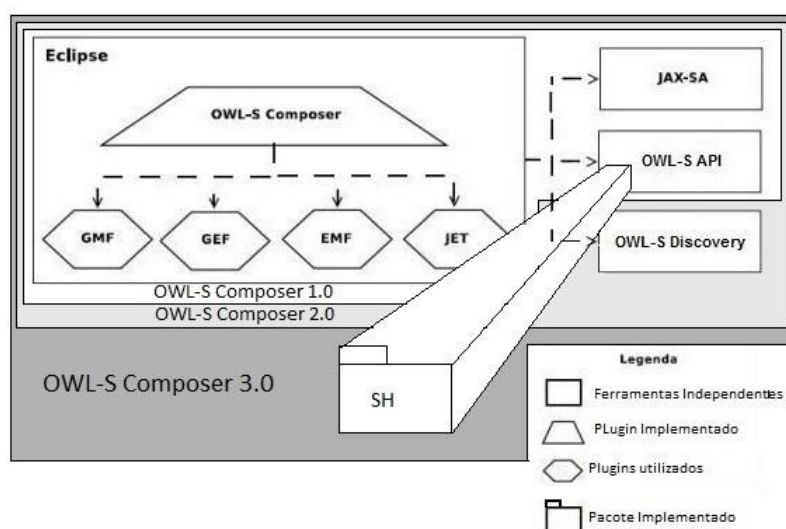 Eclipse
OWL-S Composer
GMF
GEF
EMF
JET
JAX-SA
OWL-S API
OWL-S Discovery
OWL-S Composer 1.0
OWL-S Composer 2.0
OWL-S Composer 3.0
SH
Legenda
Ferramentas Independentes
PLugin Implementado
Plugins utilizados
Pacote Implementado